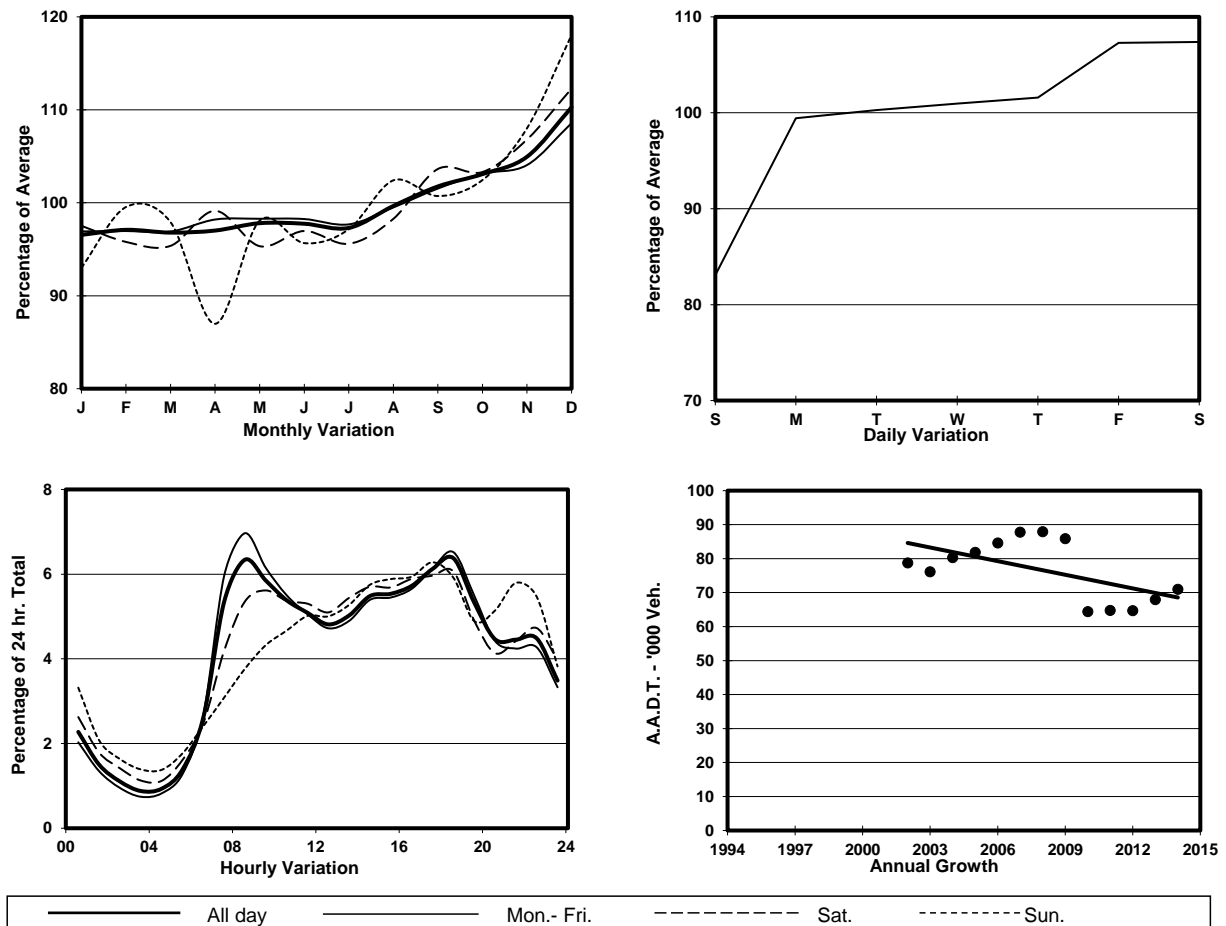 120
110
100
90
80
Percentage of Average
J F M A M J J A S O N D
Monthly Variation
110
100
90
80
70
Percentage of Average
S M T W T F S
Daily Variation
8
6
4
2
0
Percentage of 24 hr. Total
00 04 08 12 16 20 24
Hourly Variation
100
90
80
70
60
50
40
30
20
10
0
A.A.D.T. - '000 Veh.
1994 1997 2000 2003 2006 2009 2012 2015
Annual Growth
All day Mon.- Fri. Sat. Sun.